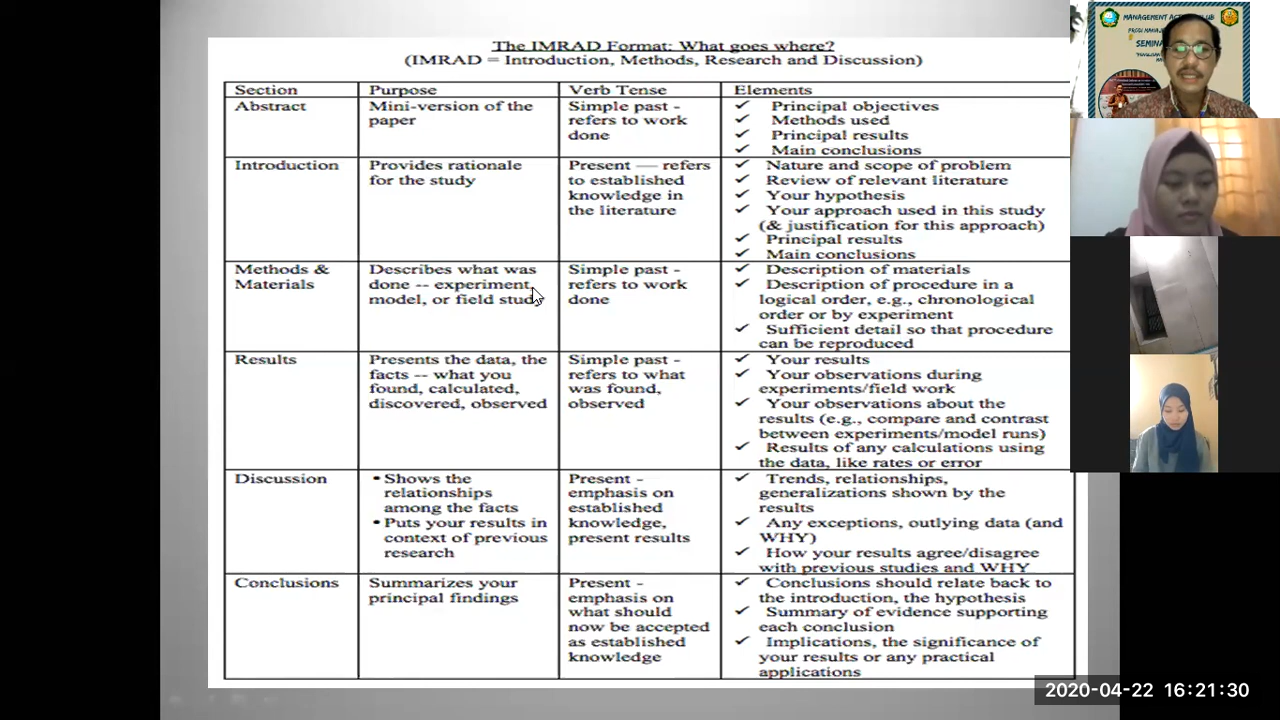 The IMRAD Format: What goes where?
(IMRAD = Introduction, Methods, Research and Discussion)
Section
Purpose
Verb Tense
Elements
Abstract
Mini-version of the
paper
Simple past -
refers to work
done
✓ Principal objectives
✓ Methods used
✓ Principal results
✓ Main conclusions
Introduction
Provides rationale
for the study
Present — refers
to established
knowledge in
the literature
✓ Nature and scope of problem
✓ Review of relevant literature
✓ Your hypothesis
✓ Your approach used in this study
(& justification for this approach)
✓ Principal results
✓ Main conclusions
Methods &
Materials
Describes what was
done -- experiment,
model, or field study
Simple past -
refers to work
done
✓ Description of materials
✓ Description of procedure in a
logical order, e.g., chronological
order or by experiment
✓ Sufficient detail so that procedure
can be reproduced
Results
Presents the data, the
facts -- what you
found, calculated,
discovered, observed
Simple past -
refers to what
was found,
observed
✓ Your results
✓ Your observations during
experiments/field work
✓ Your observations about the
results (e.g., compare and contrast
between experiments/model runs)
✓ Results of any calculations using
the data, like rates or error
Discussion
• Shows the
relationships
among the facts
• Puts your results in
context of previous
research
Present -
emphasis on
established
knowledge,
present results
✓ Trends, relationships,
generalizations shown by the
results
✓ Any exceptions, outlying data (and
WHY)
✓ How your results agree/disagree
with previous studies and WHY
Conclusions
Summarizes your
principal findings
Present -
emphasis on
what should
now be accepted
as established
knowledge
✓ Conclusions should relate back to
the introduction, the hypothesis
✓ Summary of evidence supporting
each conclusion
✓ Implications, the significance of
your results or any practical
applications
MANAGEMENT
PRODI
2020-04-22 16:21:30